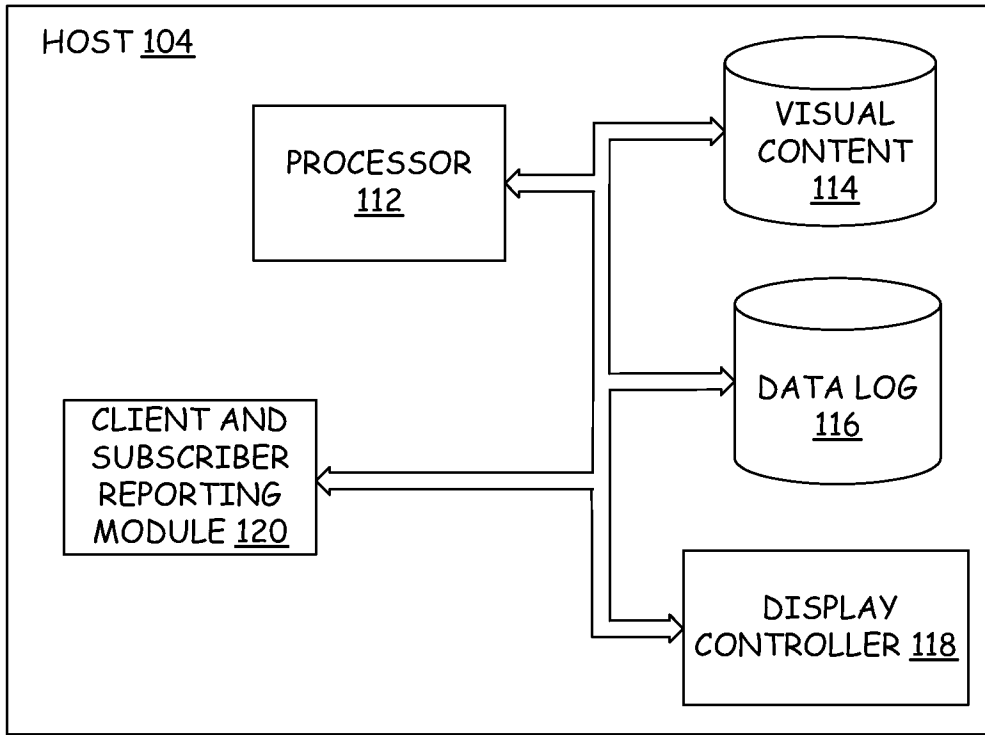 HOST 104
PROCESSOR
112
VISUAL
CONTENT
114
DATA LOG
116
CLIENT AND
SUBSCRIBER
REPORTING
MODULE 120
DISPLAY
CONTROLLER 118